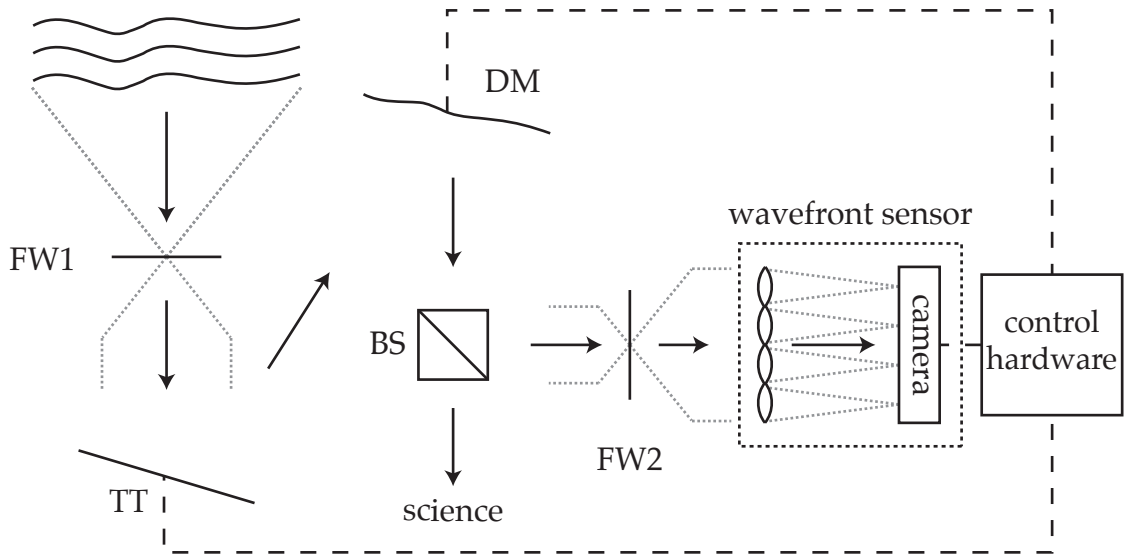 DM
wavefront sensor
FW1
BS
camera
control
hardware
FW2
TT
science